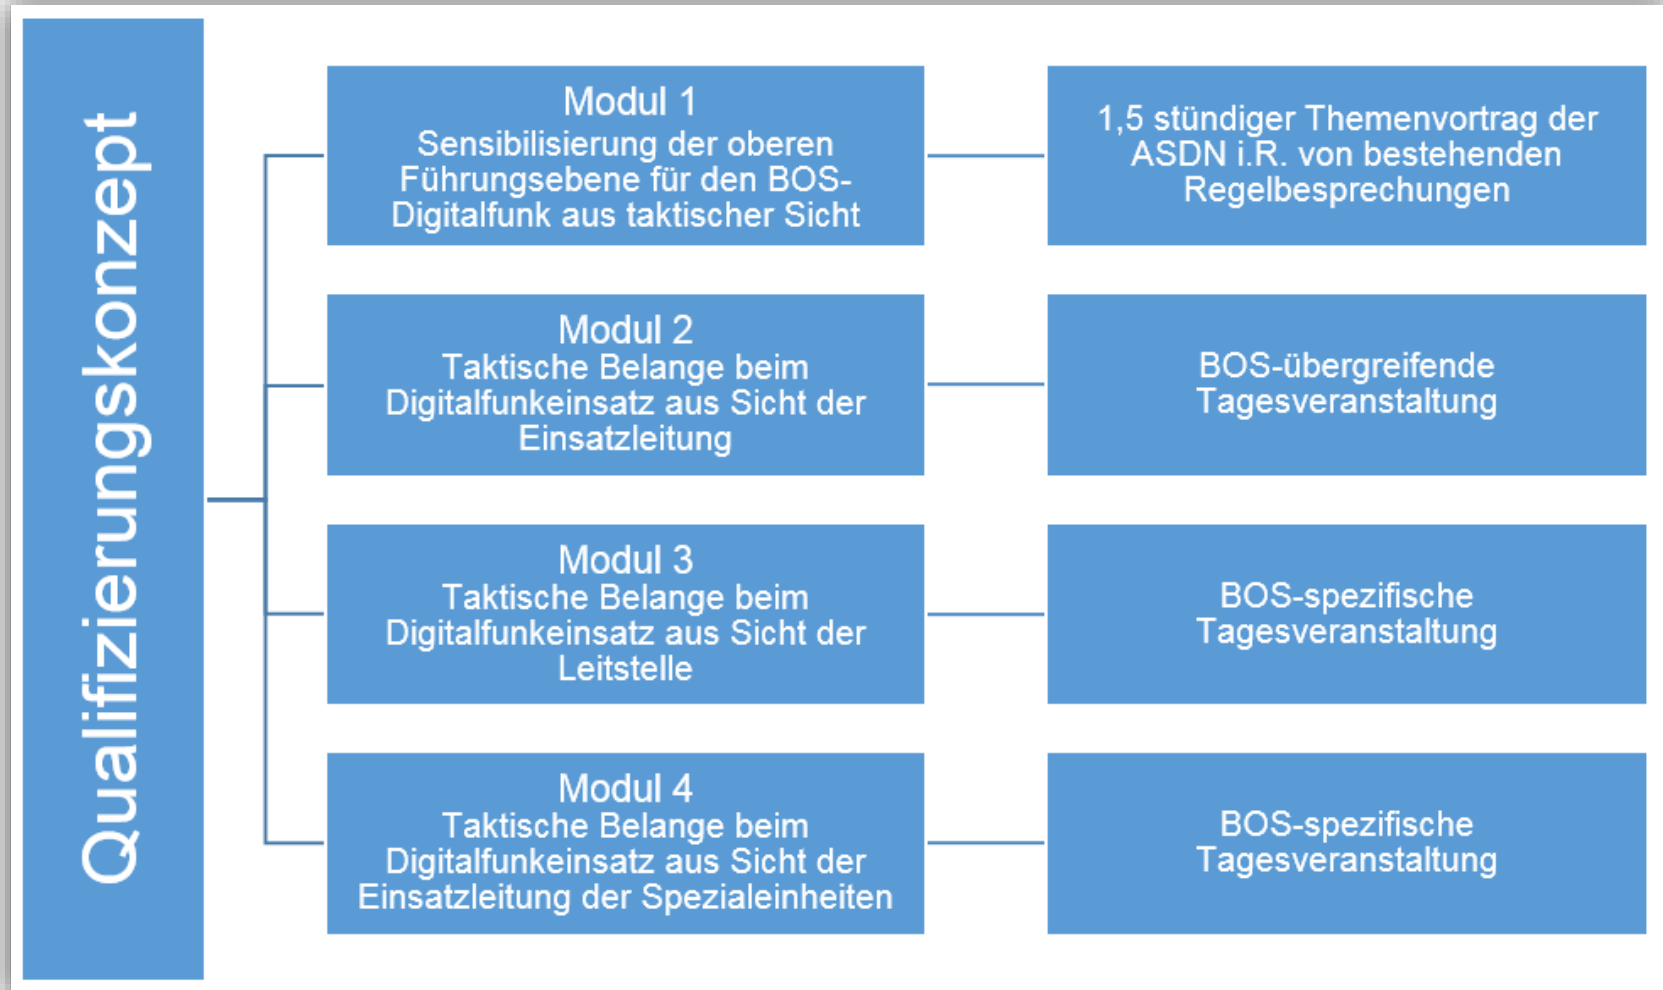 Qualifizierungskonzept
Modul 1
Sensibilisierung der oberen
Führungsebene für den BOS-
Digitalfunk aus taktischer Sicht
1,5 stündiger Themenvortrag der
ASDN i.R. von bestehenden
Regelbesprechungen
Modul 2
Taktische Belange beim
Digitalfunkeinsatz aus Sicht der
Einsatzleitung
BOS-übergreifende
Tagesveranstaltung
Modul 3
Taktische Belange beim
Digitalfunkeinsatz aus Sicht der
Leitstelle
BOS-spezifische
Tagesveranstaltung
Modul 4
Taktische Belange beim
Digitalfunkeinsatz aus Sicht der
Einsatzleitung der Spezialeinheiten
BOS-spezifische
Tagesveranstaltung